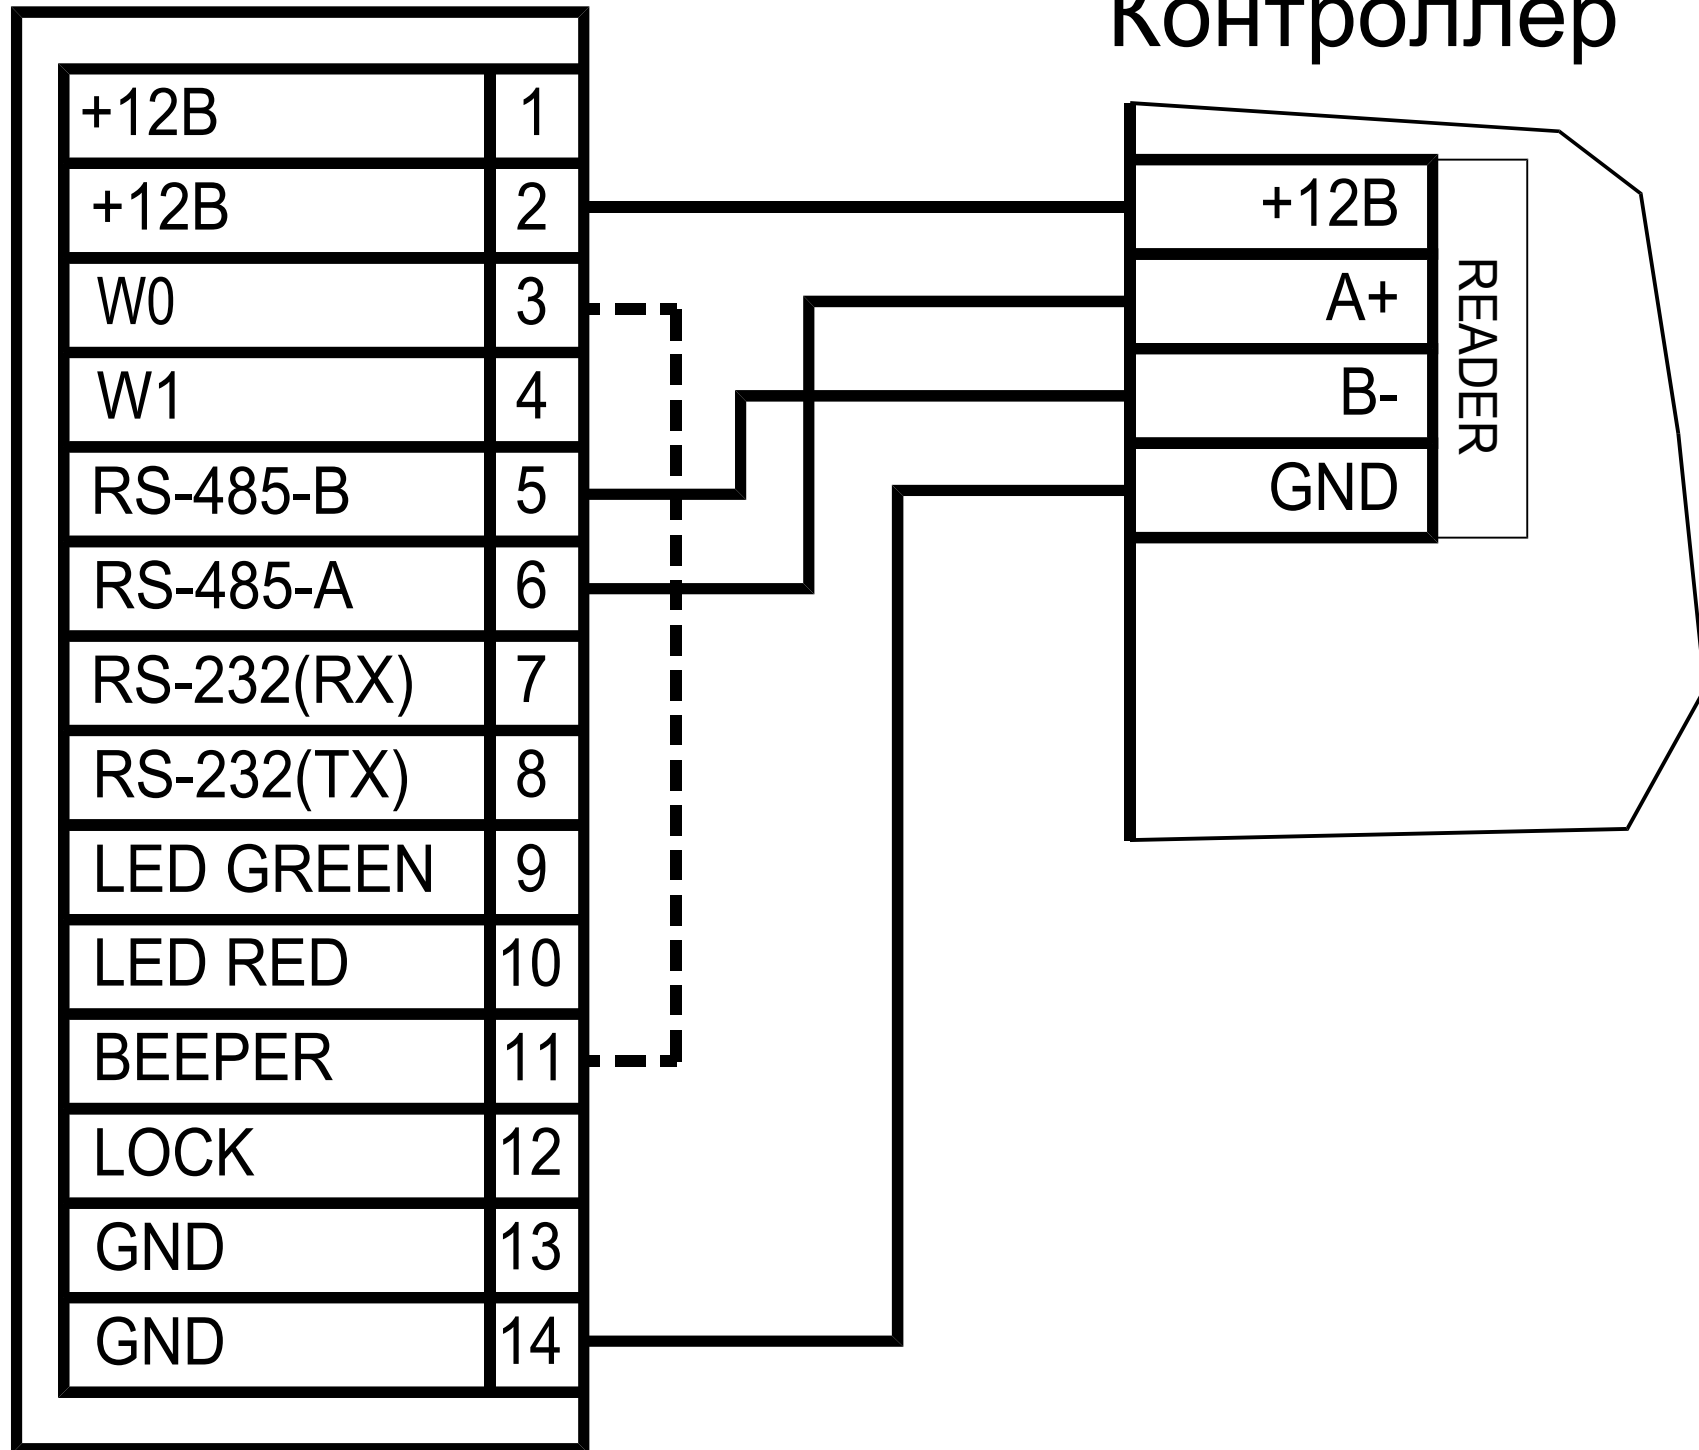 Контроллер
+12В 1
+12В 2
W0 3
W1 4
RS-485-B 5
RS-485-A 6
RS-232(RX) 7
RS-232(TX) 8
LED GREEN 9
LED RED 10
BEEPER 11
LOCK 12
GND 13
GND 14
+12В
A+
B-
GND
READER